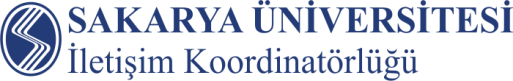 SAKARYA ÜNİVERSİTESİ
İletişim Koordinatörlüğü